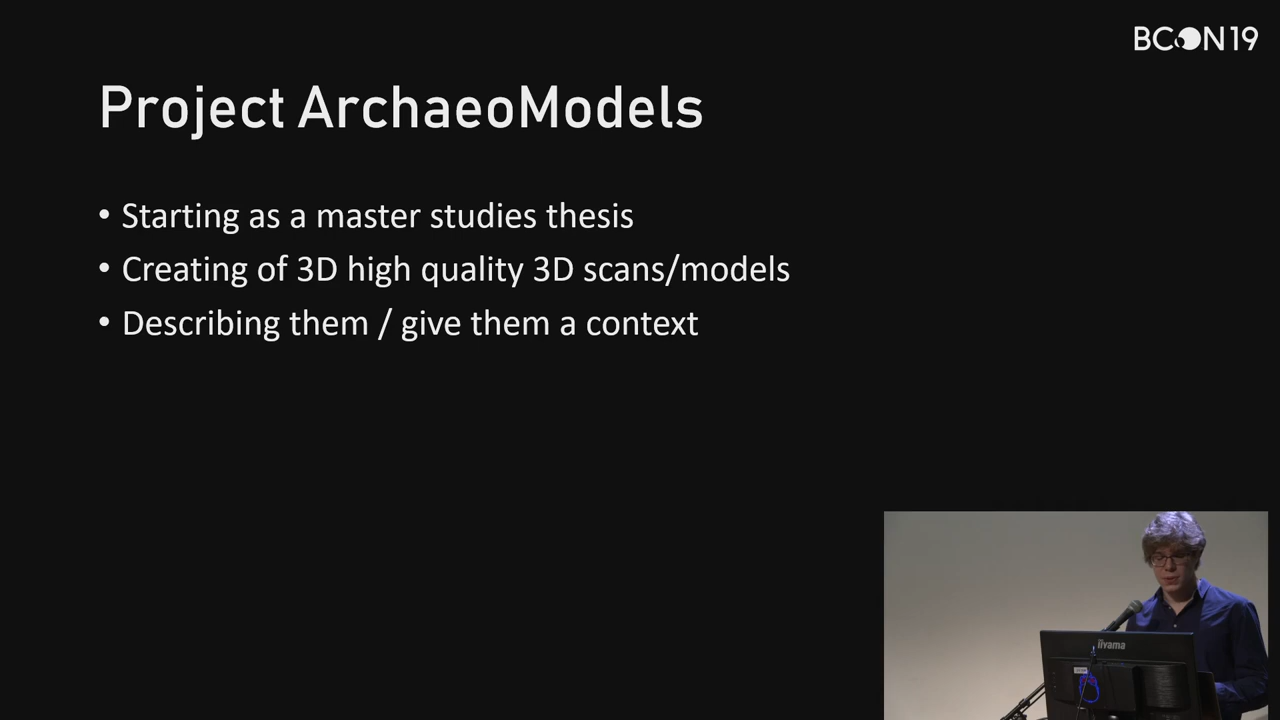 BCON19
Project ArchaeoModels
• Starting as a master studies thesis
• Creating of 3D high quality 3D scans/models
• Describing them / give them a context
iiyama